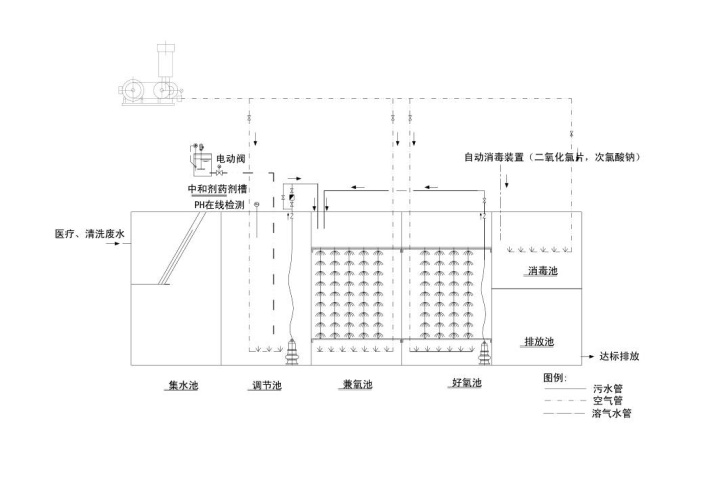 电动阀
自动消毒装置（二氧化氯片，次氯酸钠）
中和剂药剂槽
PH在线检测
医疗、清洗废水
消毒池
排放池
达标排放
集水池
调节池
兼氧池
好氧池
图例:
污水管
空气管
溶气水管